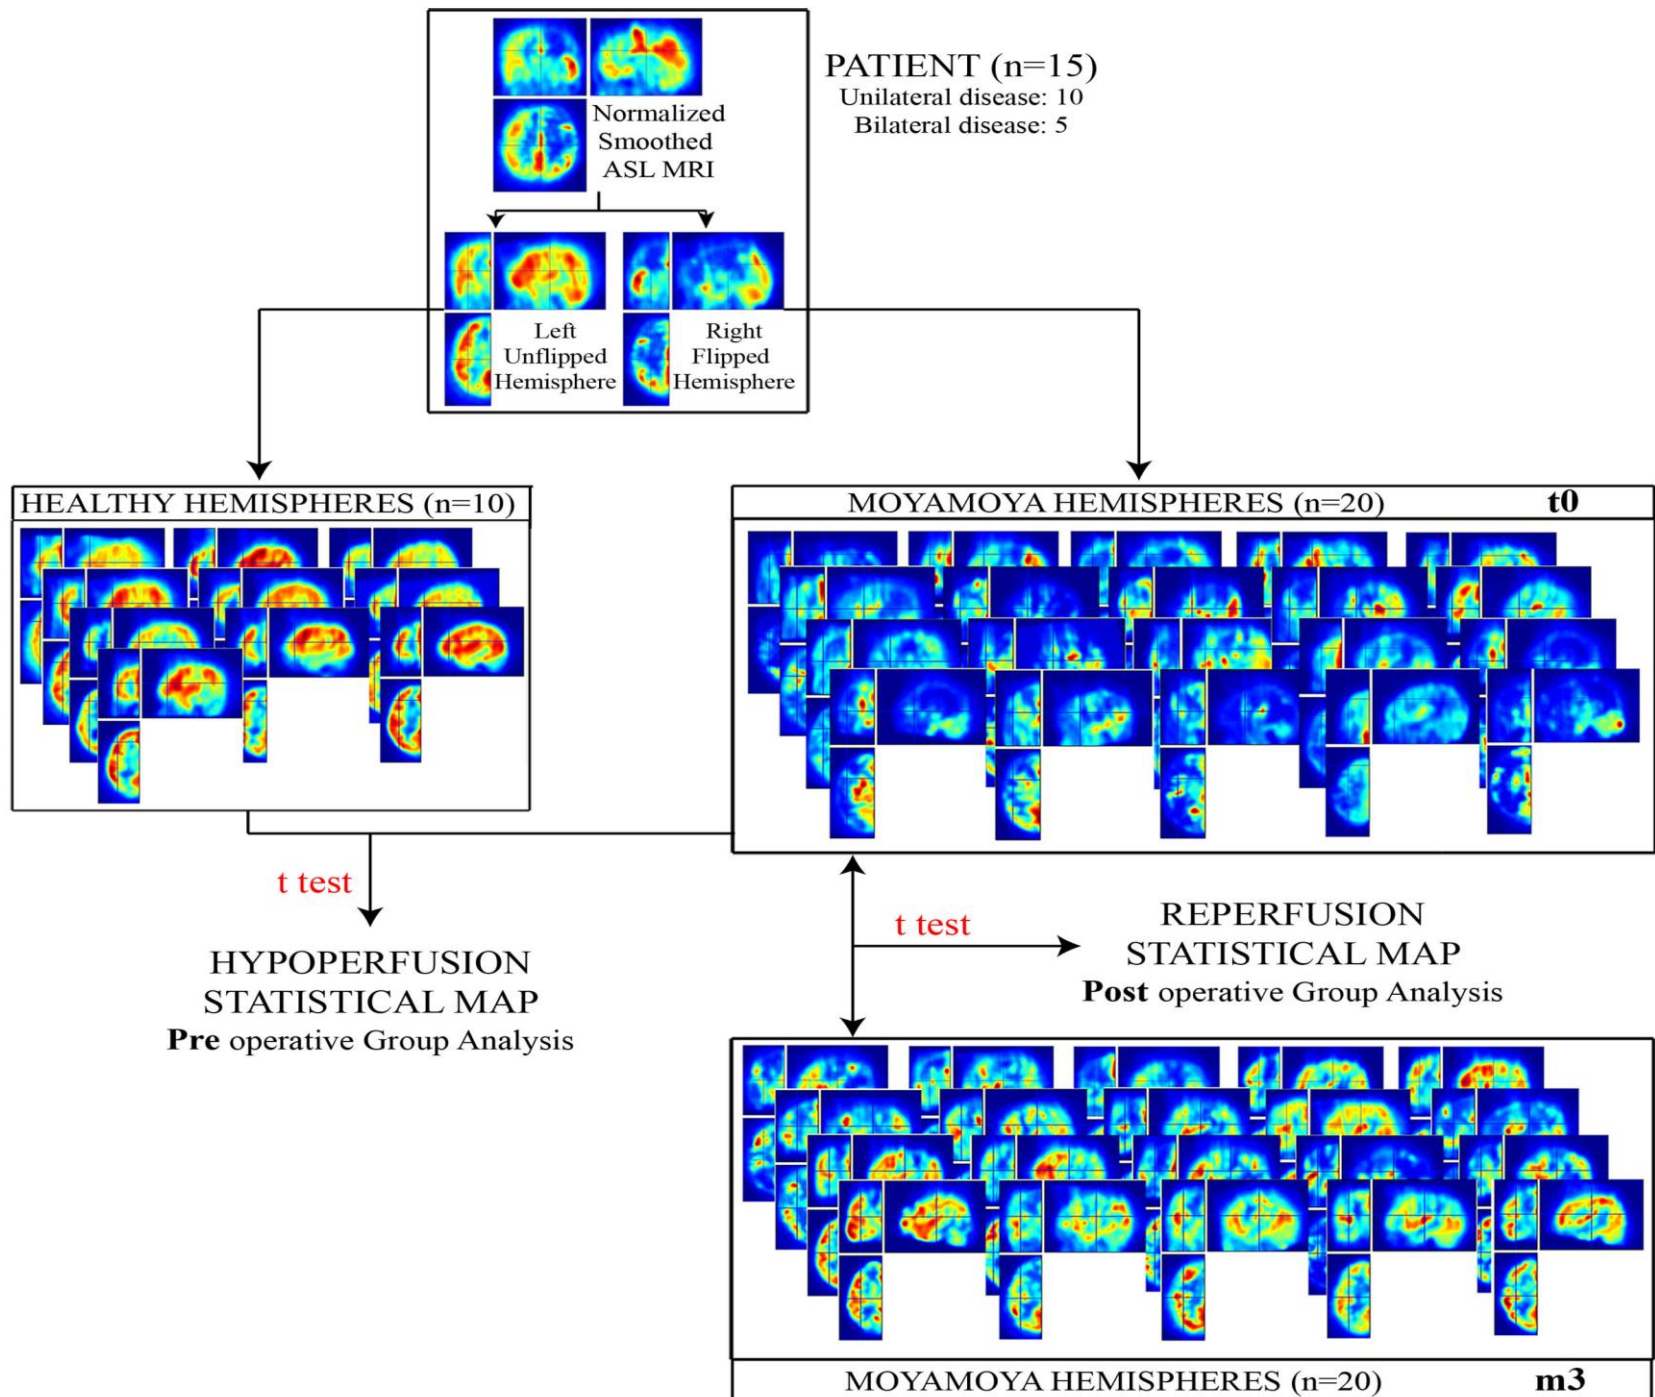 PATIENT (n=15)
Unilateral disease: 10
Bilateral disease: 5
Normalized
Smoothed
ASL MRI
Left
Unflipped
Hemisphere
Right
Flipped
Hemisphere
HEALTHY HEMISPHERES (n=10)
MOYAMOYA HEMISPHERES (n=20) t0
t test
HYPOPERFUSION
STATISTICAL MAP
Pre operative Group Analysis
t test
REPERFUSION
STATISTICAL MAP
Post operative Group Analysis
MOYAMOYA HEMISPHERES (n=20) m3